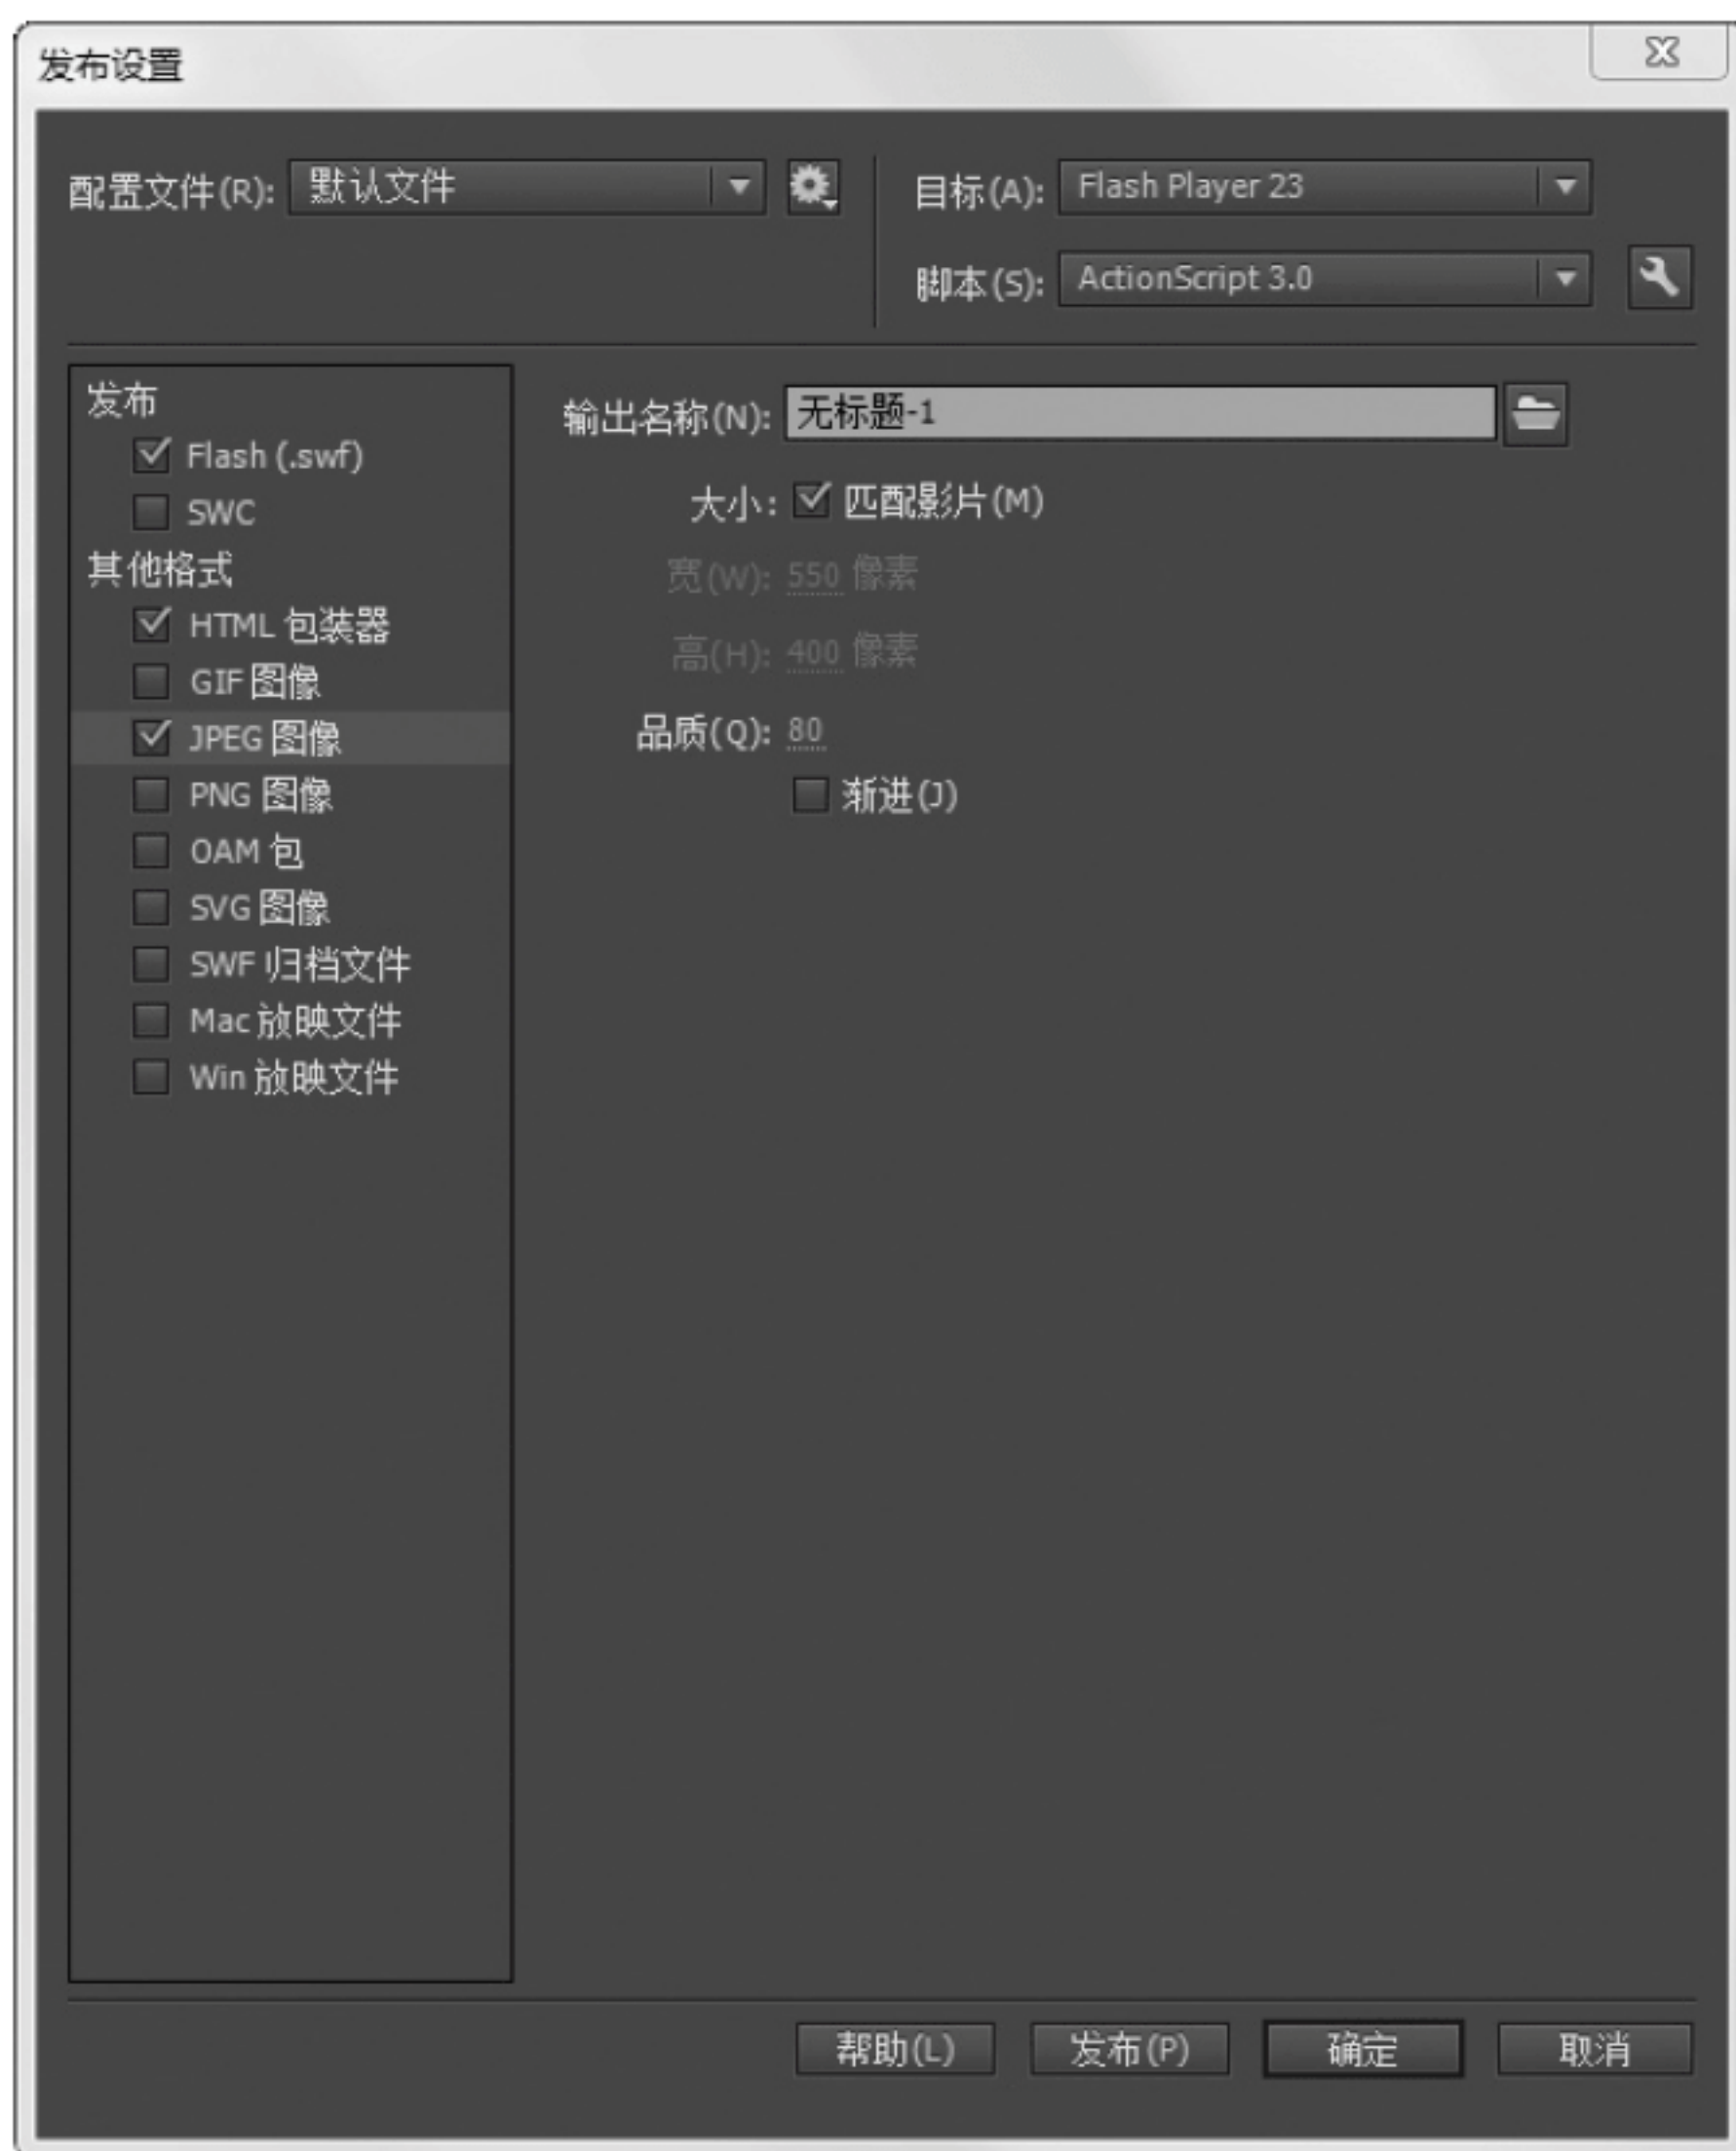 发布设置
配置文件(R): 默认文件
目标(A): Flash Player 23
脚本(S): ActionScript 3.0
发布
Flash (.swf)
SWC
其他格式
HTML 包装器
GIF 图像
JPEG 图像
PNG 图像
OAM 包
SVG 图像
SWF 归档文件
Mac 放映文件
Win 放映文件
输出名称(N): 无标题-1
大小: 匹配影片(M)
宽(W): 550 像素
高(H): 400 像素
品质(Q): 80
渐进(J)
帮助(L) 发布(P) 确定 取消